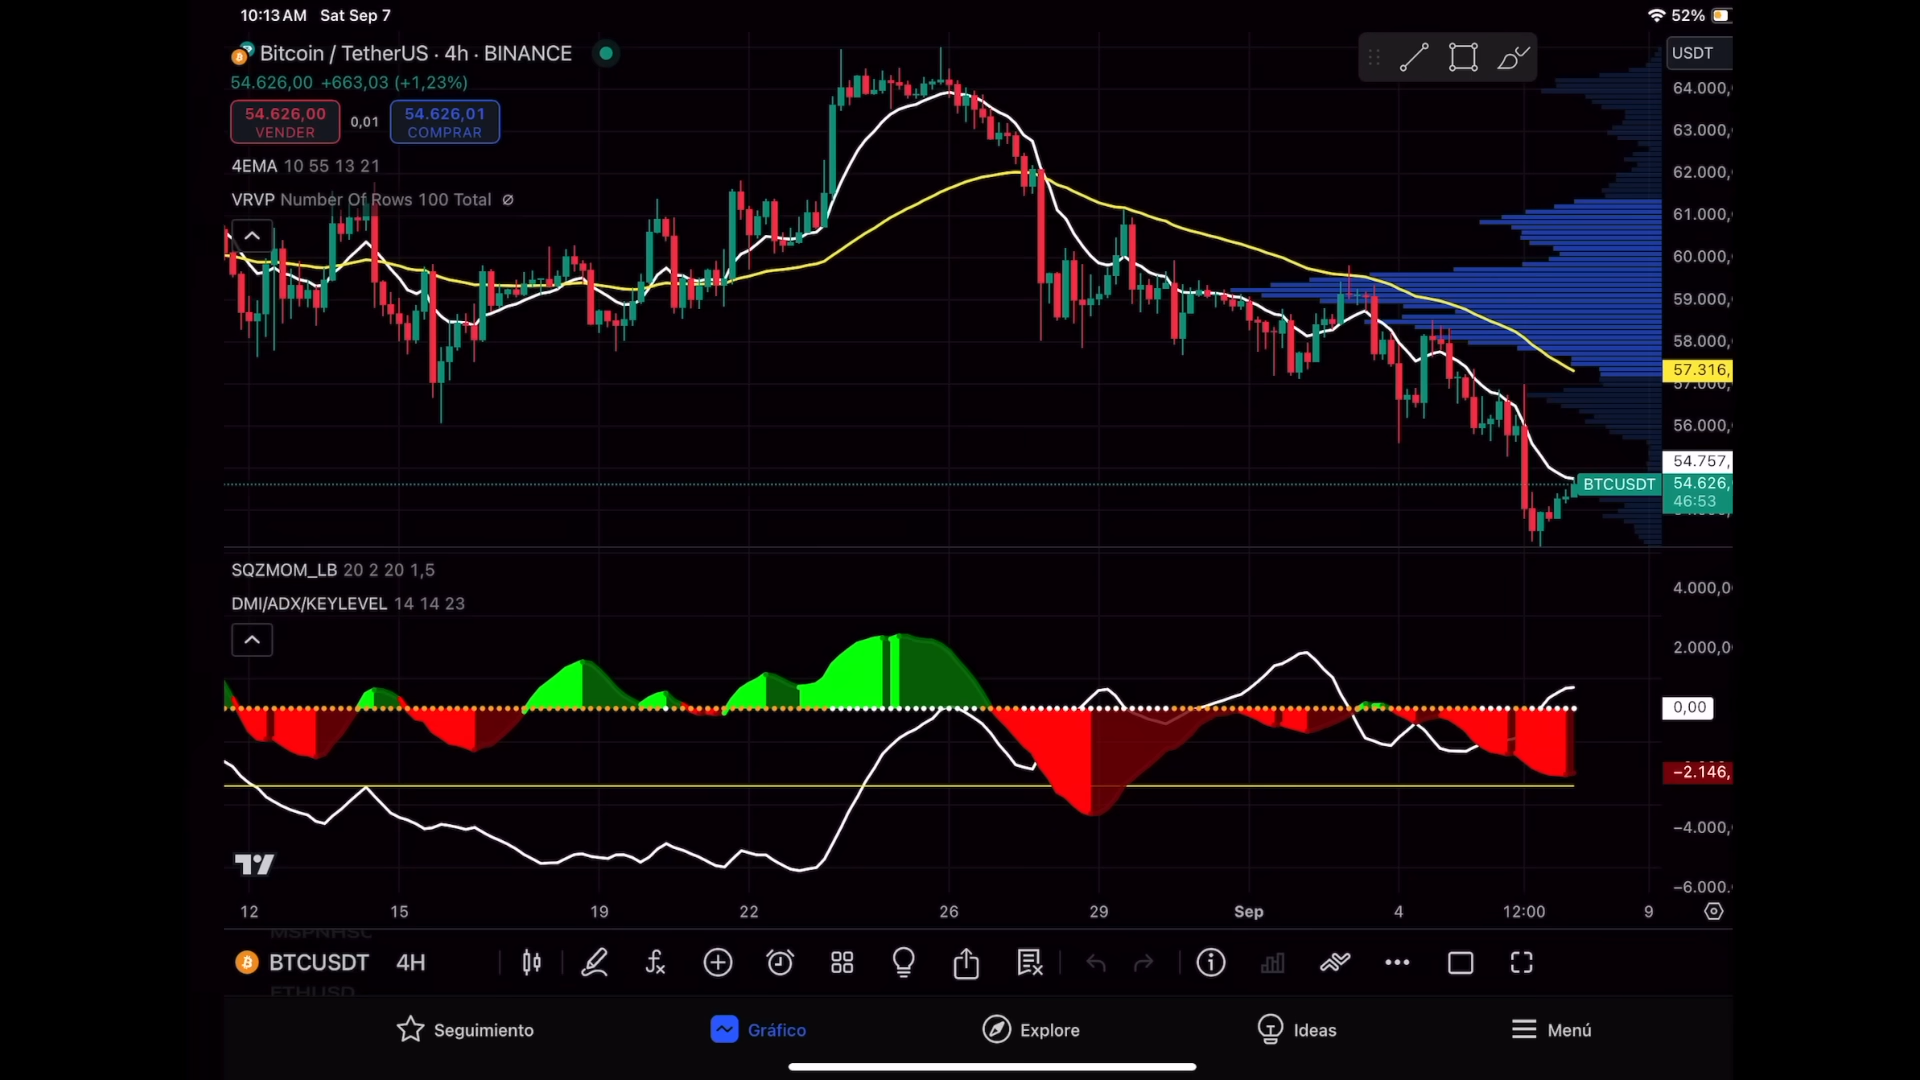 10:13 AM Sat Sep 7
52%
Bitcoin / TetherUS · 4h · BINANCE
USDT
54.626,00 +663,03 (+1,23%)
54.626,00
VENDER
0,01
54.626,01
COMPRAR
4EMA 10 55 13 21
VRVP Number Of Rows 100 Total ⌀
64.000,
63.000,
62.000,
61.000,
60.000,
59.000,
58.000,
57.316,
57.000,
56.000,
54.757,
BTCUSDT 54.626,
46:53
SQZMOM_LB 20 2 20 1,5
DMI/ADX/KEYLEVEL 14 14 23
4.000,0
2.000,0
0,00
−2.146,
−4.000,
−6.000.
12 15 19 22 26 29 Sep 4 12:00 9
BTCUSDT 4H
ETHUSD
Seguimiento Gráfico Explore Ideas Menú